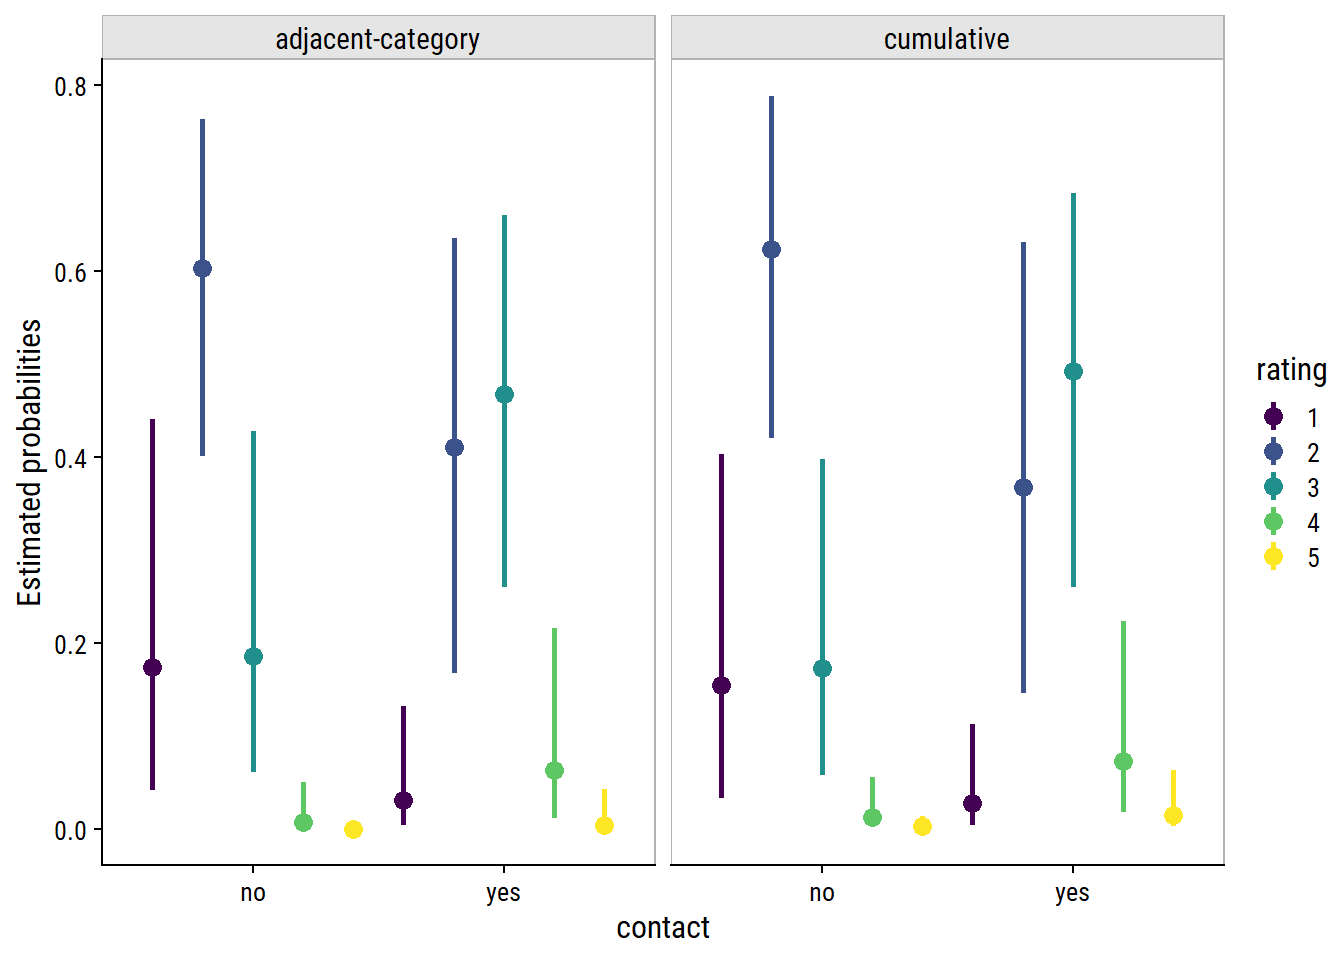 adjacent-category
cumulative
0.8
0.6
0.4
0.2
0.0
Estimated probabilities
no
yes
no
yes
contact
rating
1
2
3
4
5